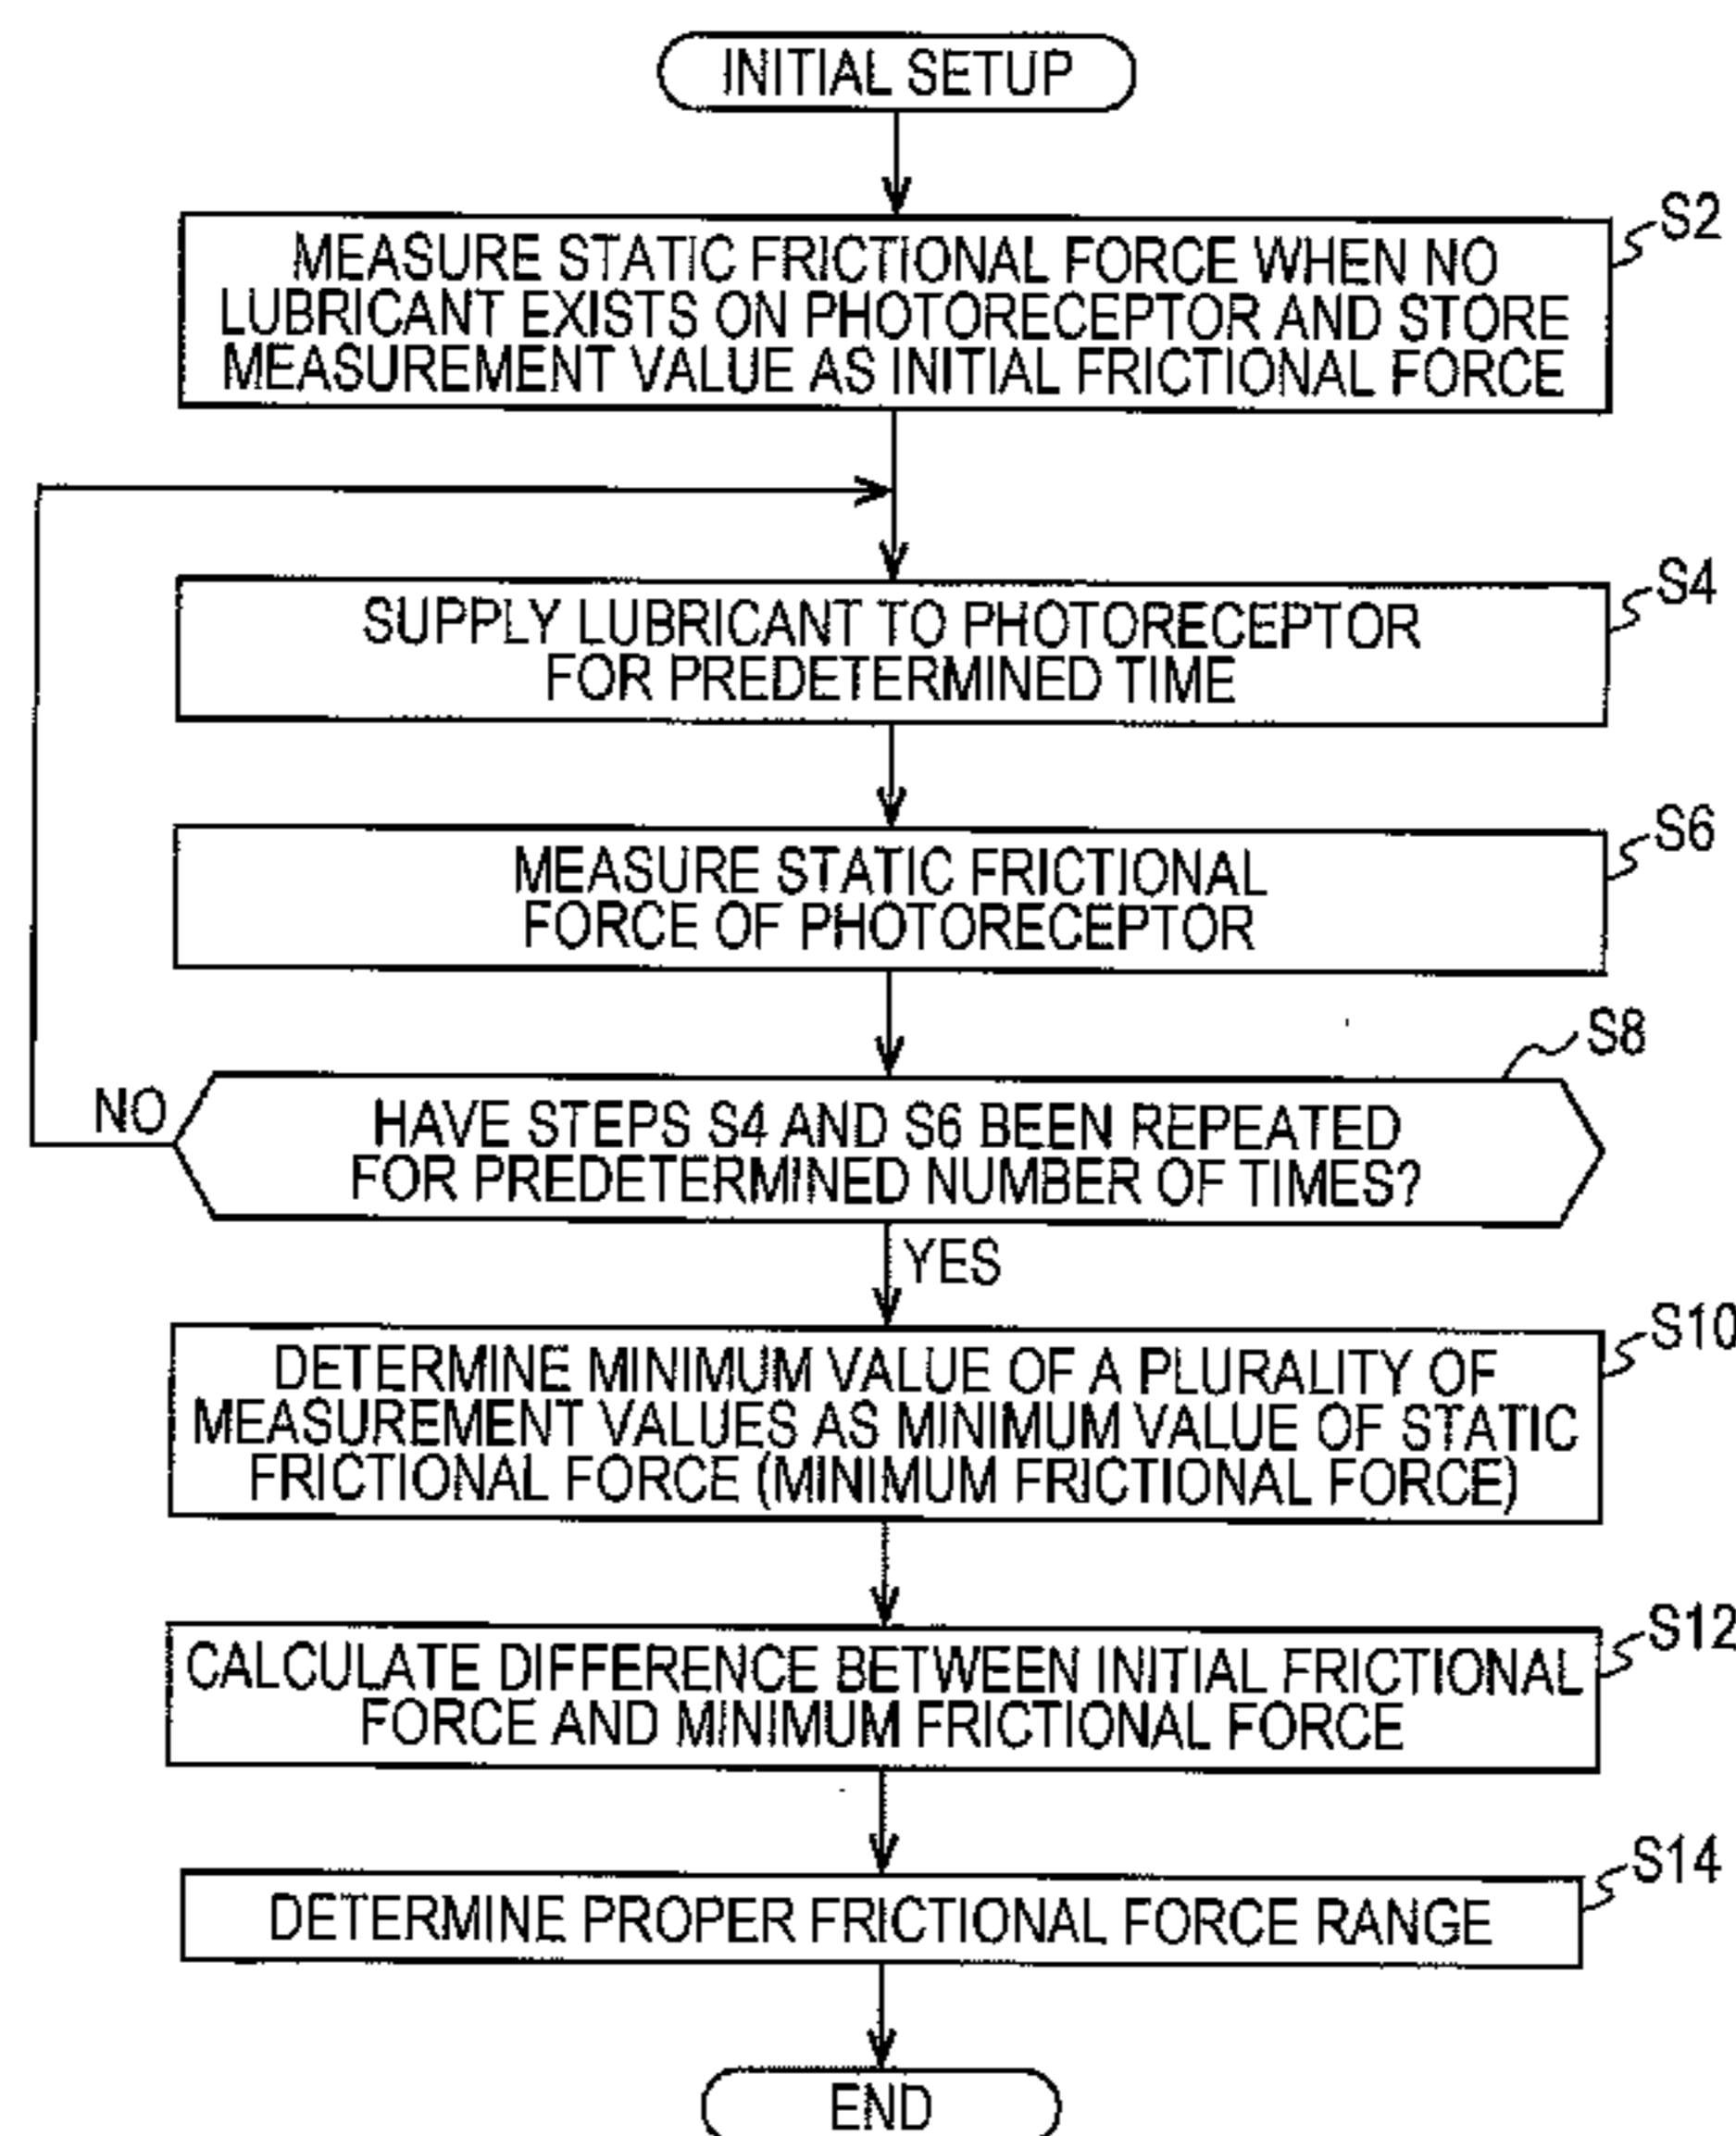 INITIAL SETUP
S2
MEASURE STATIC FRICTIONAL FORCE WHEN NO
LUBRICANT EXISTS ON PHOTORECEPTOR AND STORE
MEASUREMENT VALUE AS INITIAL FRICTIONAL FORCE
S4
SUPPLY LUBRICANT TO PHOTORECEPTOR
FOR PREDETERMINED TIME
S6
MEASURE STATIC FRICTIONAL
FORCE OF PHOTORECEPTOR
S8
NO
HAVE STEPS S4 AND S6 BEEN REPEATED
FOR PREDETERMINED NUMBER OF TIMES?
YES
S10
DETERMINE MINIMUM VALUE OF A PLURALITY OF
MEASUREMENT VALUES AS MINIMUM VALUE OF STATIC
FRICTIONAL FORCE (MINIMUM FRICTIONAL FORCE)
S12
CALCULATE DIFFERENCE BETWEEN INITIAL FRICTIONAL
FORCE AND MINIMUM FRICTIONAL FORCE
S14
DETERMINE PROPER FRICTIONAL FORCE RANGE
END